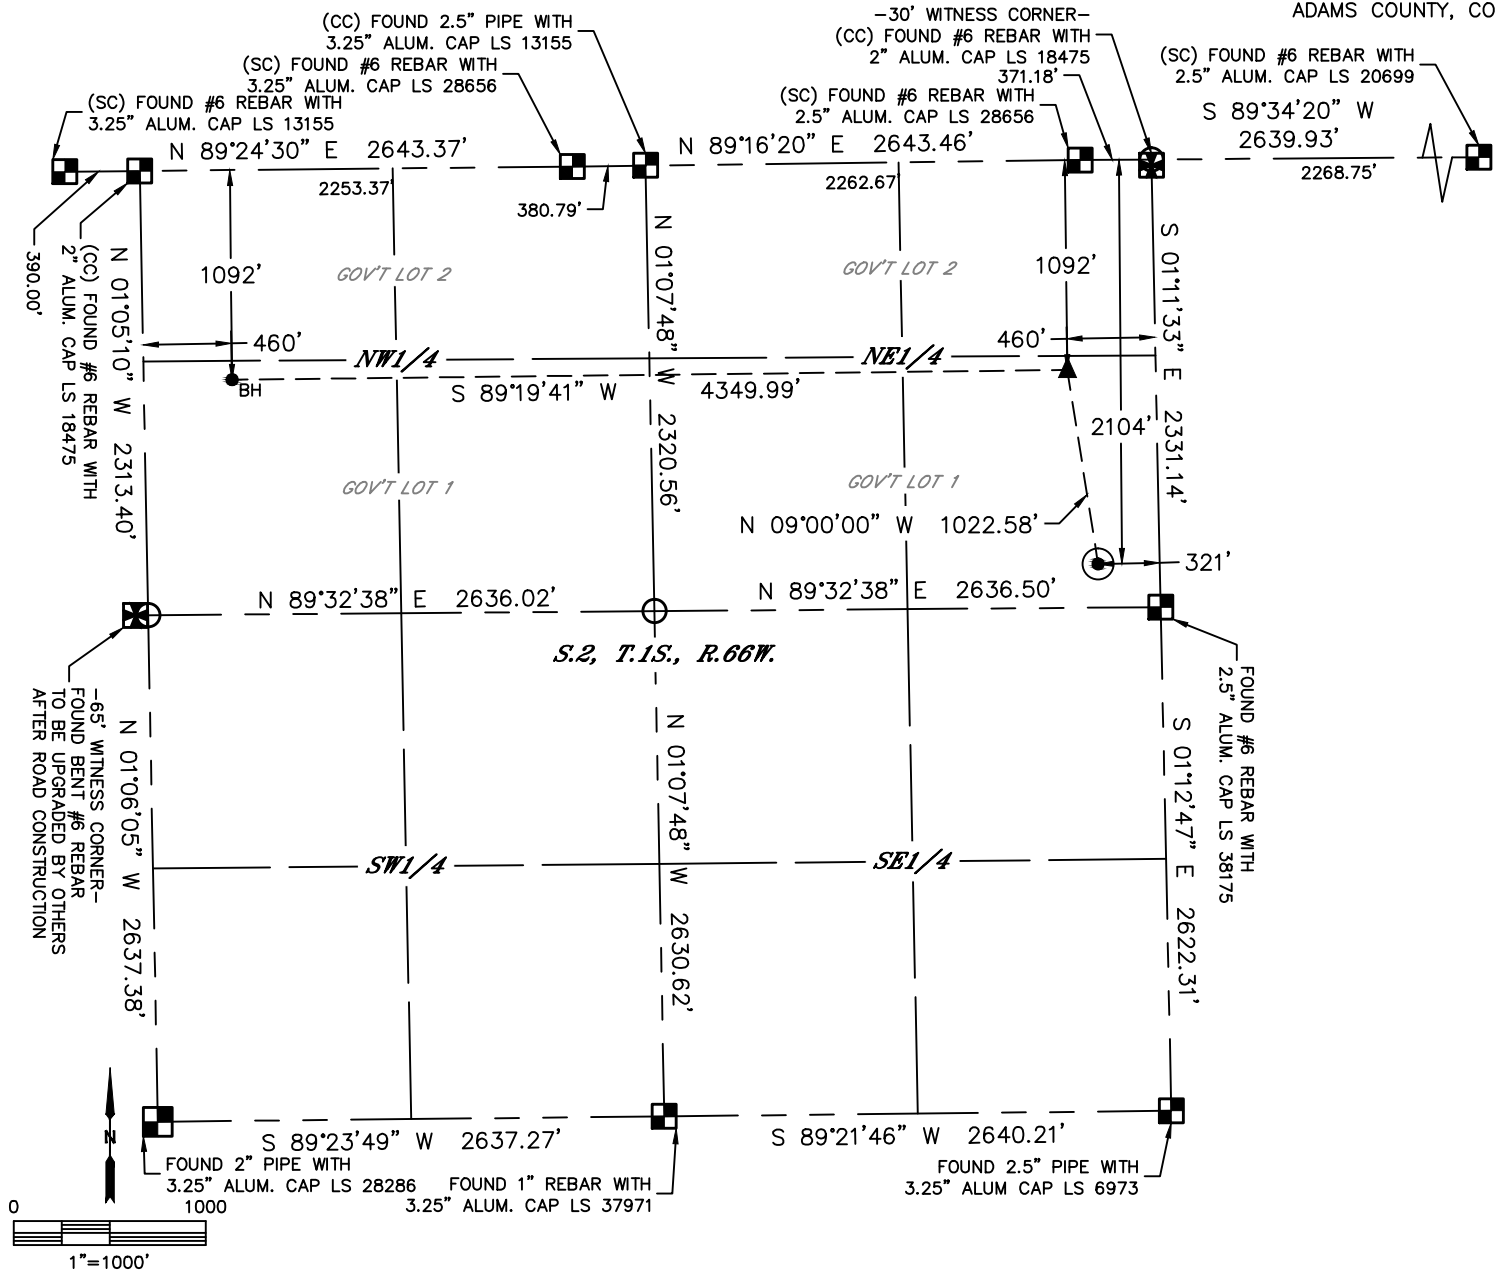 ADAMS COUNTY, CO
(CC) FOUND 2.5" PIPE WITH
3.25" ALUM. CAP LS 13155
(SC) FOUND #6 REBAR WITH
3.25" ALUM. CAP LS 28656
(SC) FOUND #6 REBAR WITH
3.25" ALUM. CAP LS 13155
-30' WITNESS CORNER-
(CC) FOUND #6 REBAR WITH
2" ALUM. CAP LS 18475
371.18'
(SC) FOUND #6 REBAR WITH
2.5" ALUM. CAP LS 28656
(SC) FOUND #6 REBAR WITH
2.5" ALUM. CAP LS 20699
S 89°34'20" W
2639.93'
2268.75'
N 89°24'30" E 2643.37'
2253.37'
380.79'
N 89°16'20" E 2643.46'
2262.67'
390.00'
(CC) FOUND #6 REBAR WITH
2" ALUM. CAP LS 18475
N 01°05'10" W 2313.40'
1092'
GOV'T LOT 2
N 01°07'48" W 2320.56'
GOV'T LOT 2
1092'
S 01°11'33" E 2331.14'
460'
NW1/4
NE1/4
460'
BH
S 89°19'41" W 4349.99'
2104'
GOV'T LOT 1
GOV'T LOT 1
N 09°00'00" W 1022.58'
321'
N 89°32'38" E 2636.02'
N 89°32'38" E 2636.50'
S.2, T.1S., R.66W.
-65' WITNESS CORNER-
FOUND BENT #6 REBAR
TO BE UPGRADED BY OTHERS
AFTER ROAD CONSTRUCTION
FOUND #6 REBAR WITH
2.5" ALUM. CAP LS 38175
N 01°06'05" W 2637.38'
N 01°07'48" W 2630.62'
S 01°12'47" E 2622.31'
SW1/4
SE1/4
N
S 89°23'49" W 2637.27'
S 89°21'46" W 2640.21'
FOUND 2" PIPE WITH
3.25" ALUM. CAP LS 28286
FOUND 1" REBAR WITH
3.25" ALUM. CAP LS 37971
FOUND 2.5" PIPE WITH
3.25" ALUM CAP LS 6973
0 1000
1"=1000'